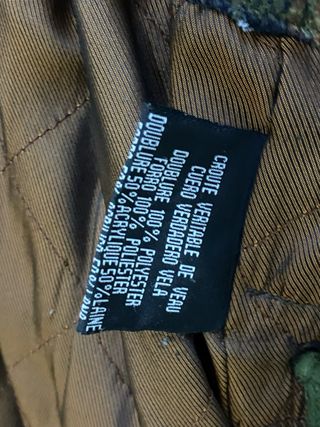 CROUTE VERITABLE DE VEAU
CUERO VERDADERO VELA
DOUBLURE 100% POLYESTER
FORRO 100% POLIESTER
DOUBLURE 50%ACRYLIQUE 50%LAINE